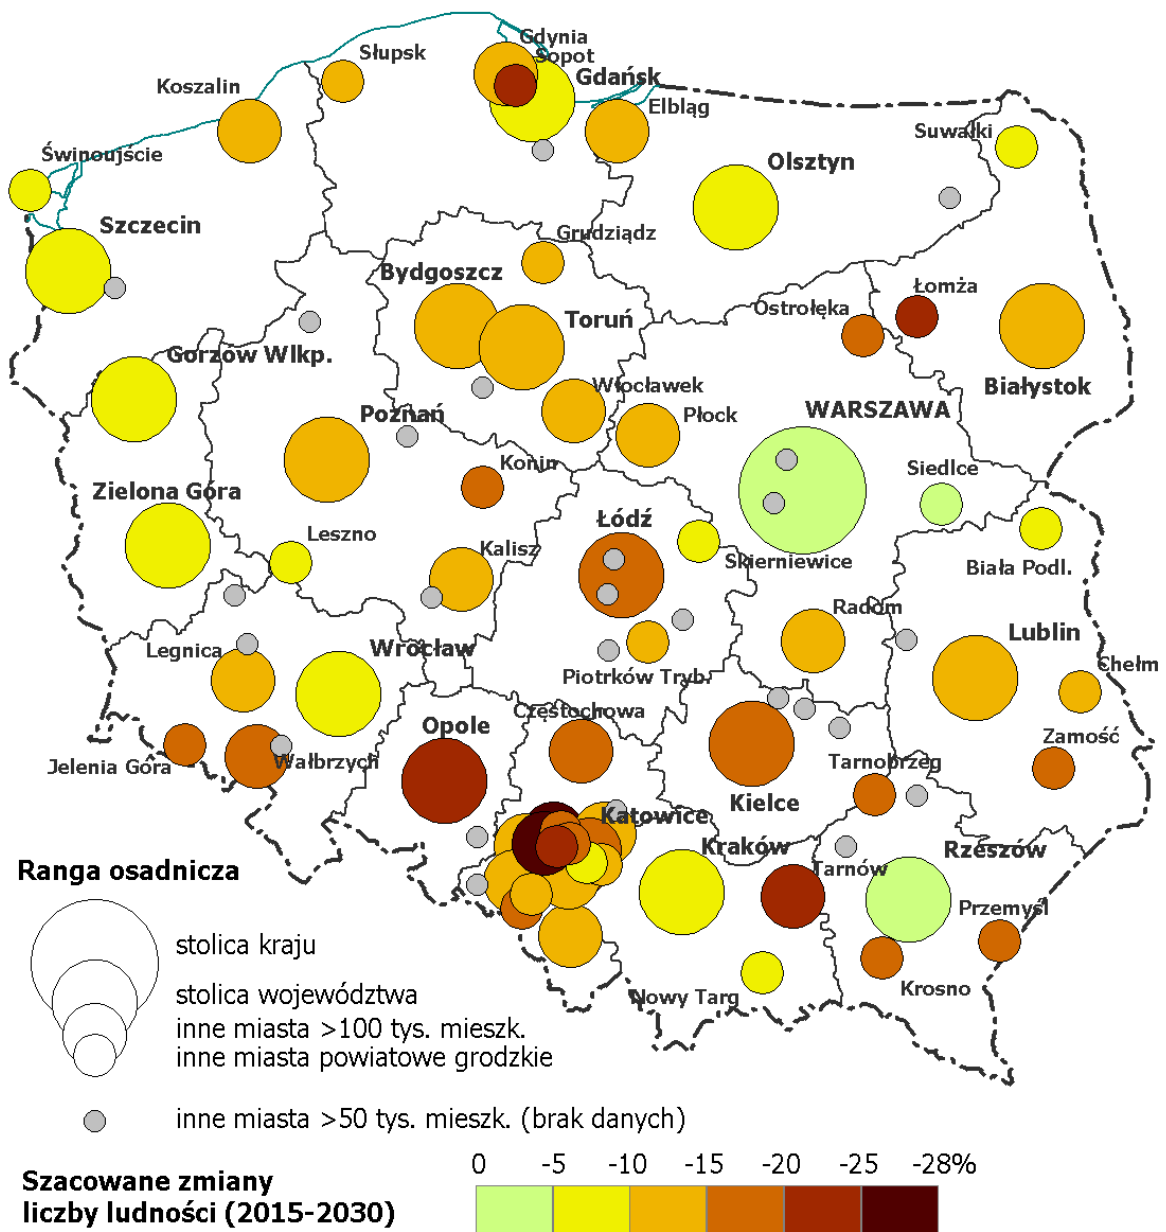 Gdynia
Słupsk
Sopot
Gdańsk
Koszalin
Elbląg
Suwałki
Świnoujście
Olsztyn
Szczecin
Grudziądz
Bydgoszcz
Łomża
Ostrołęka
Toruń
Gorzów Wlkp.
Włocławek
Białystok
Poznań
Płock
WARSZAWA
Konin
Siedlce
Zielona Góra
Łódź
Leszno
Kalisz
Skierniewice
Biała Podl.
Radom
Lublin
Legnica
Wrocław
Chełm
Piotrków Tryb.
Częstochowa
Opole
Zamość
Jelenia Góra
Wałbrzych
Tarnobrzeg
Kielce
Katowice
Kraków
Rzeszów
Tarnów
Przemyśl
Krosno
Nowy Targ
Ranga osadnicza
stolica kraju
stolica województwa
inne miasta >100 tys. mieszk.
inne miasta powiatowe grodzkie
inne miasta >50 tys. mieszk. (brak danych)
0 -5 -10 -15 -20 -25 -28%
Szacowane zmiany
liczby ludności (2015-2030)